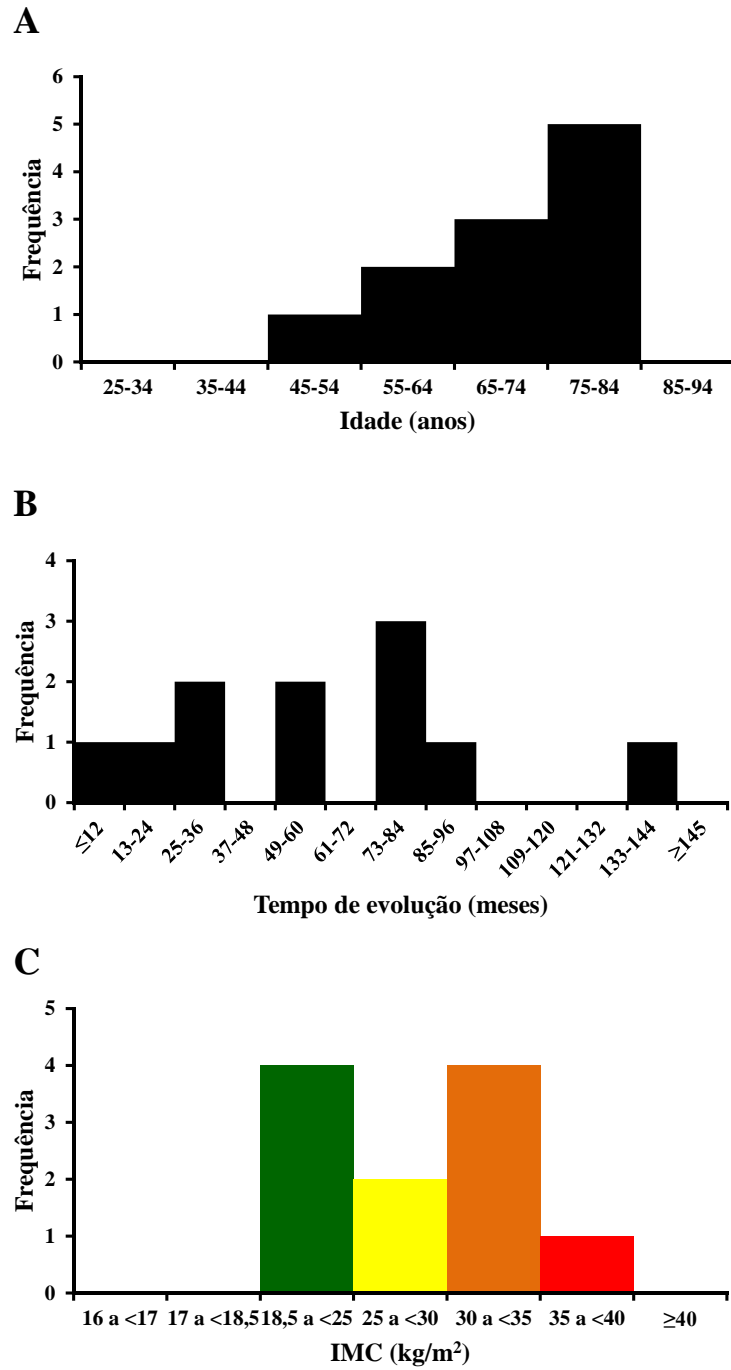 A
6
5
4
3
2
1
0
Frequência
25-34 35-44 45-54 55-64 65-74 75-84 85-94
Idade (anos)
B
4
3
2
1
0
Frequência
≤12 13-24 25-36 37-48 49-60 61-72 73-84 85-96 97-108 109-120 121-132 133-144 ≥145
Tempo de evolução (meses)
C
5
4
3
2
1
0
Frequência
16 a <17 17 a <18,5 18,5 a <25 25 a <30 30 a <35 35 a <40 ≥40
IMC (kg/m²)